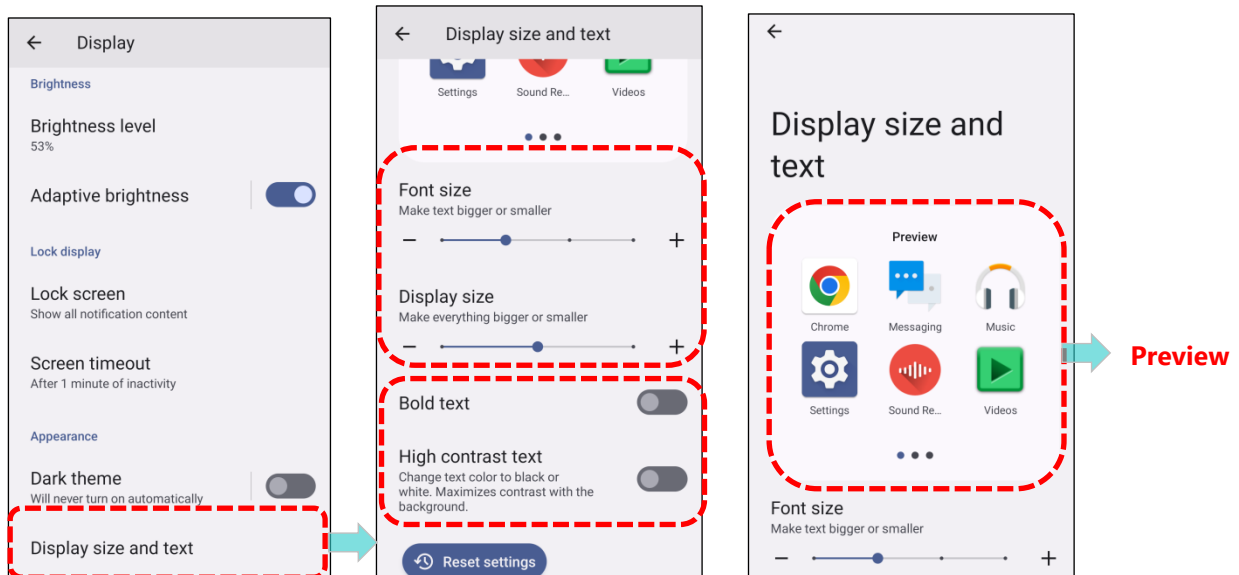 Display
Brightness
Brightness level
53%
Adaptive brightness
Lock display
Lock screen
Show all notification content
Screen timeout
After 1 minute of inactivity
Appearance
Dark theme
Will never turn on automatically
Display size and text
Display size and text
Settings
Sound Re...
Videos
Font size
Make text bigger or smaller
Display size
Make everything bigger or smaller
Bold text
High contrast text
Change text color to black or
white. Maximizes contrast with the
background.
Reset settings
Display size and
text
Preview
Chrome
Messaging
Music
Settings
Sound Re...
Videos
Font size
Make text bigger or smaller
Preview